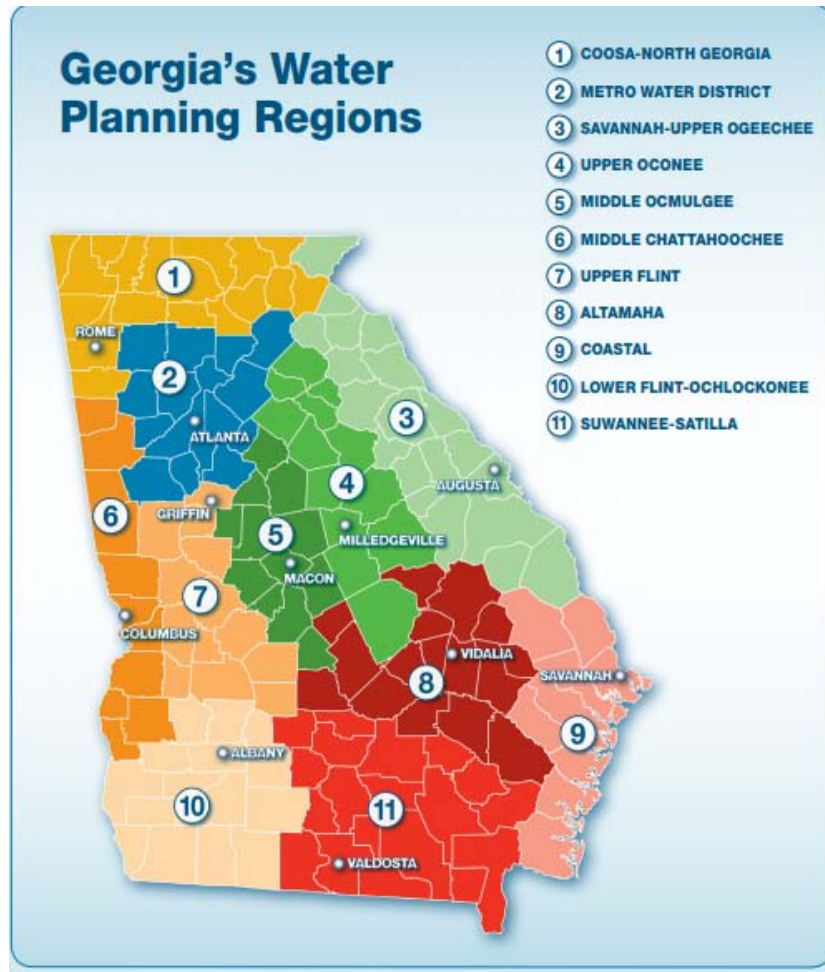 Georgia's Water
Planning Regions
1 COOSA-NORTH GEORGIA
2 METRO WATER DISTRICT
3 SAVANNAH-UPPER OGEECHEE
4 UPPER OCONEE
5 MIDDLE OCMULGEE
6 MIDDLE CHATTAHOOCHEE
7 UPPER FLINT
8 ALTAMAHA
9 COASTAL
10 LOWER FLINT-OCHLOCKONEE
11 SUWANNEE-SATILLA
1
ROME
2
ATLANTA
3
AUGUSTA
4
6
GRIFFIN
5
MILLEDGEVILLE
MACON
7
COLUMBUS
VIDALIA
8
SAVANNAH
9
ALBANY
10
11
VALDOSTA